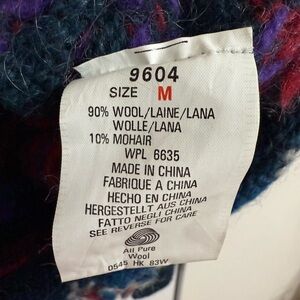 9604
SIZE M
90% WOOL/LAINE/LANA
WOLLE/LANA
10% MOHAIR
WPL 6635
MADE IN CHINA
FABRIQUE A CHINA
HECHO EN CHINA
HERGESTELLT AUS CHINA
FATTO NEGLI CHINA
SEE REVERSE FOR CARE
All Pure
Wool
0545 HK 83W